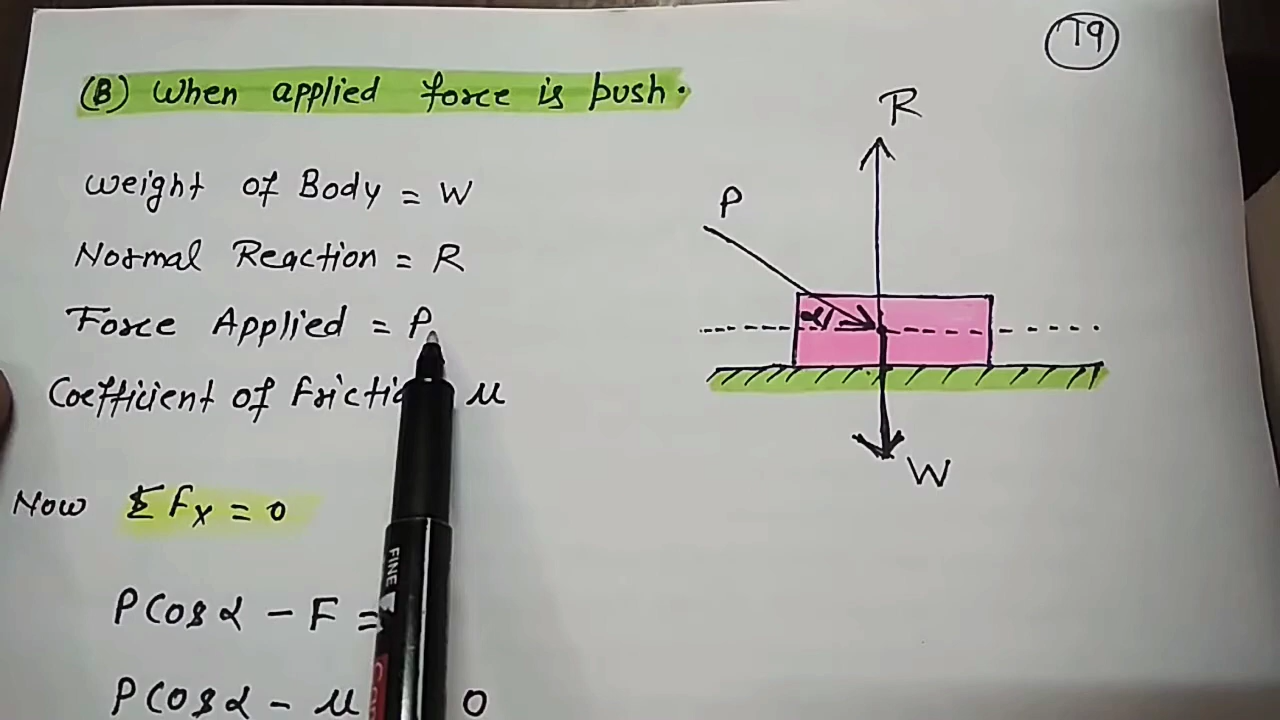 T9
(B) When applied force is push.
Weight of Body = W
Normal Reaction = R
Force Applied = P
Coefficient of Frictio μ
Now ΣFx = 0
P Cos α - F =
P Cos α - μ 0
R
P
α
W
FINE